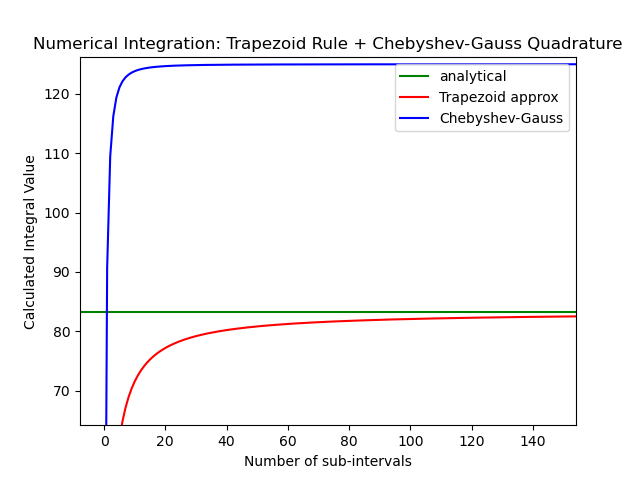 Numerical Integration: Trapezoid Rule + Chebyshev-Gauss Quadrature
analytical
Trapezoid approx
Chebyshev-Gauss
Calculated Integral Value
120
110
100
90
80
70
0 20 40 60 80 100 120 140
Number of sub-intervals